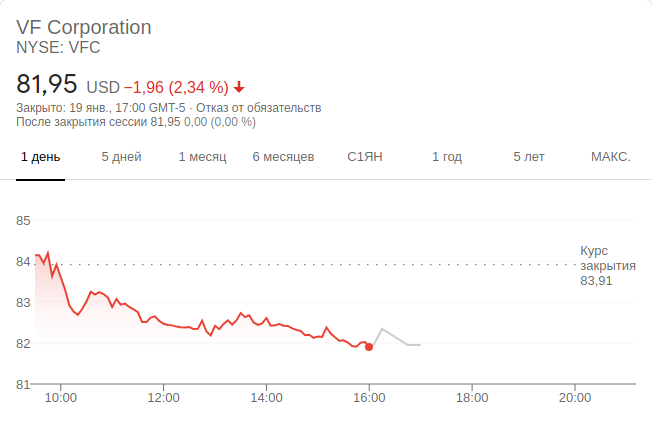 VF Corporation
NYSE: VFC
81,95 USD −1,96 (2,34 %)
Закрыто: 19 янв., 17:00 GMT-5 · Отказ от обязательств
После закрытия сессии 81,95 0,00 (0,00 %)
1 день 5 дней 1 месяц 6 месяцев С1ЯН 1 год 5 лет МАКС.
85
84
83
82
81
Курс
закрытия
83,91
10:00 12:00 14:00 16:00 18:00 20:00